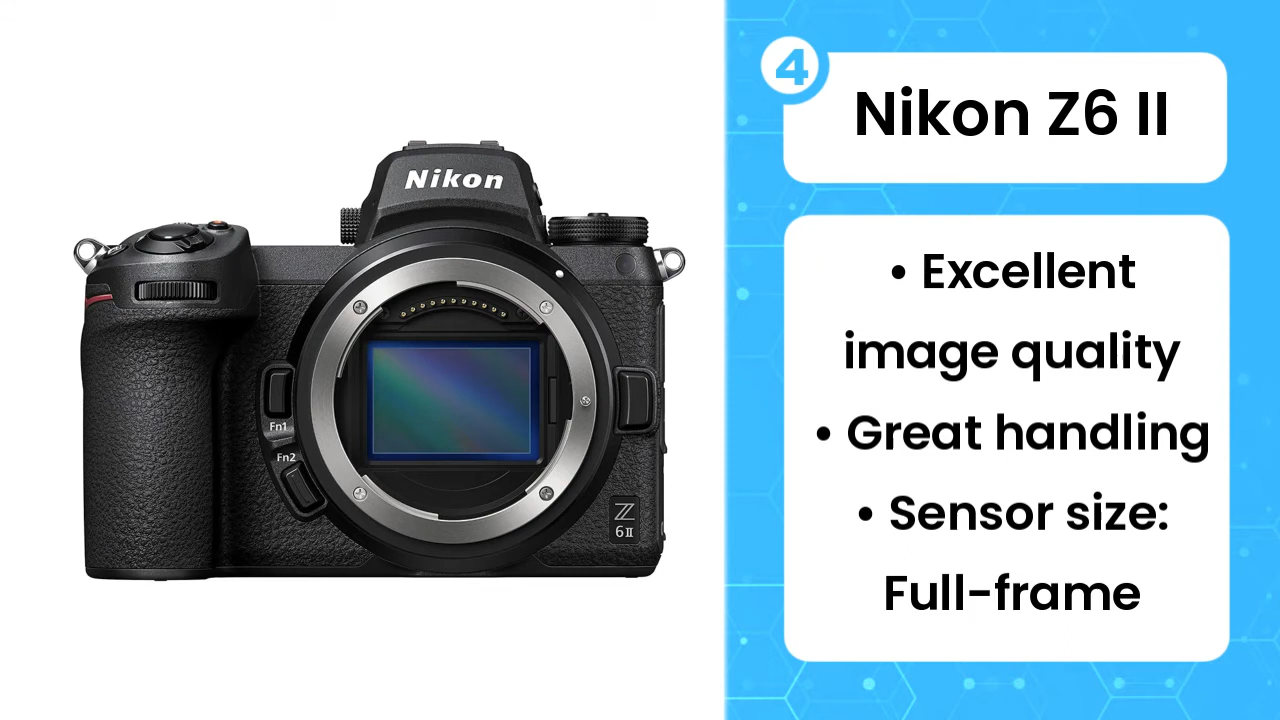 Nikon
Fn1
Fn2
Z
6II
4
Nikon Z6 II
• Excellent
image quality
• Great handling
• Sensor size:
Full-frame